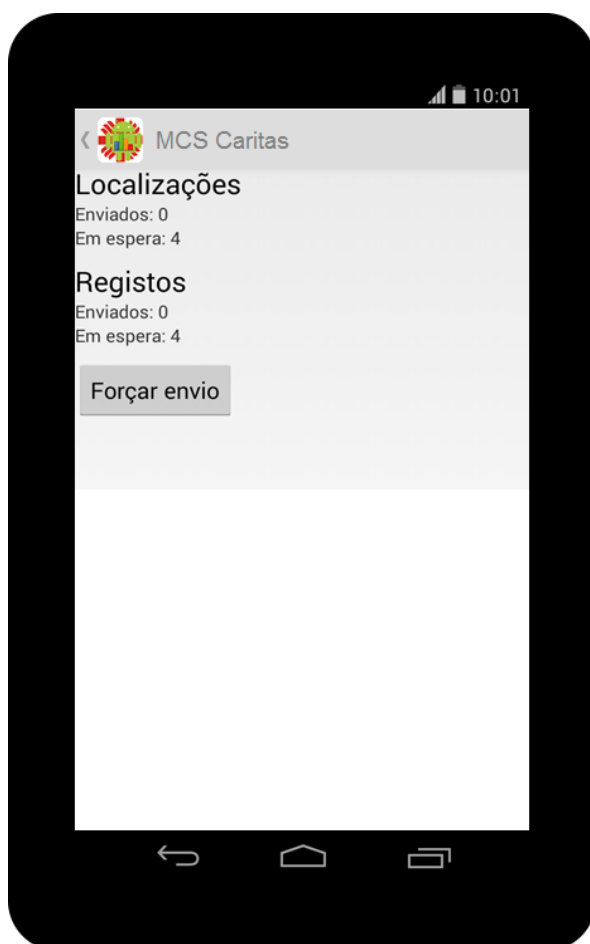 10:01
MCS Caritas
Localizações
Enviados: 0
Em espera: 4
Registos
Enviados: 0
Em espera: 4
Forçar envio